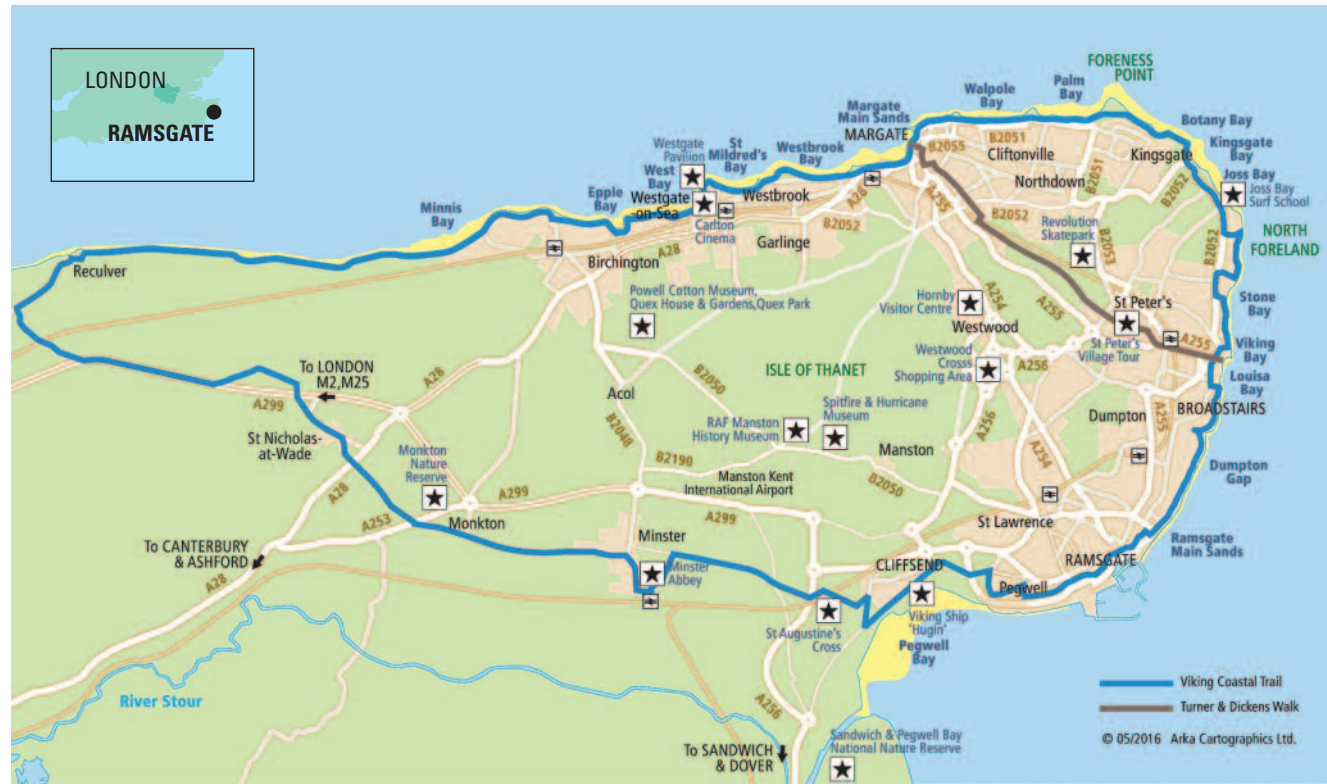 LONDON
RAMSGATE
FORENESS
POINT
Palm
Bay
Walpole
Bay
Margate
Main Sands
MARGATE
Botany Bay
B2051
B2055
Cliftonville
Kingsgate
Kingsgate
Bay
Westgate
Pavilion
St
Mildred's
Bay
Westbrook
Bay
West
Bay
Northdown
B2051
B2052
Joss Bay
Joss Bay
Surf School
Epple
Bay
Westgate
-on-Sea
Westbrook
A28
A255
B2052
Revolution
Skatepark
Minnis
Bay
Carlton
Cinema
B2052
Garlinge
B2053
B2052
NORTH
FORELAND
Reculver
Birchington
A28
Powell Cotton Museum,
Quex House & Gardens,Quex Park
Hornby
Visitor Centre
A254
A255
St Peter's
Stone
Bay
Westwood
St Peter's
Village Tour
A255
Viking
Bay
To LONDON
M2,M25
A28
ISLE OF THANET
Westwood
Crosss
Shopping Area
A256
Louisa
Bay
A299
Acol
B2050
Spitfire & Hurricane
Museum
Dumpton
BROADSTAIRS
A255
St Nicholas-
at-Wade
B2048
RAF Manston
History Museum
A256
Monkton
Nature
Reserve
Manston
A254
B2190
Dumpton
Gap
A28
A299
Manston Kent
International Airport
B2050
A253
Monkton
A299
St Lawrence
Minster
Ramsgate
Main Sands
To CANTERBURY
& ASHFORD
CLIFFSEND
RAMSGATE
Minster
Abbey
Pegwell
A28
St Augustine's
Cross
Viking Ship
'Hugin'
Pegwell
Bay
River Stour
A256
Viking Coastal Trail
Turner & Dickens Walk
© 05/2016 Arka Cartographics Ltd.
Sandwich & Pegwell Bay
National Nature Reserve
To SANDWICH
& DOVER